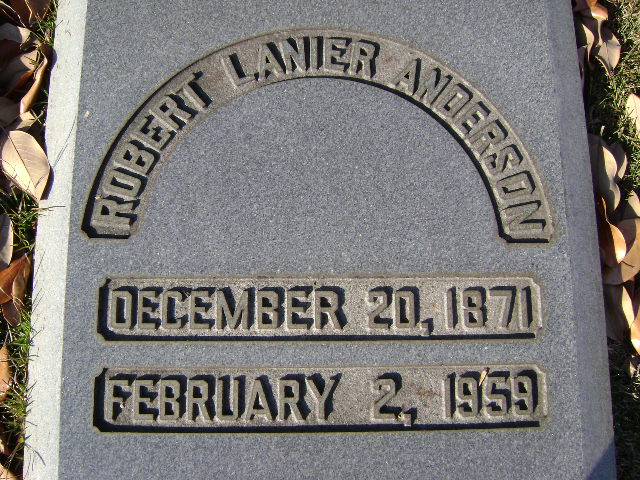 ROBERT LANIER ANDERSON
DECEMBER 20, 1871
FEBRUARY 2, 1959